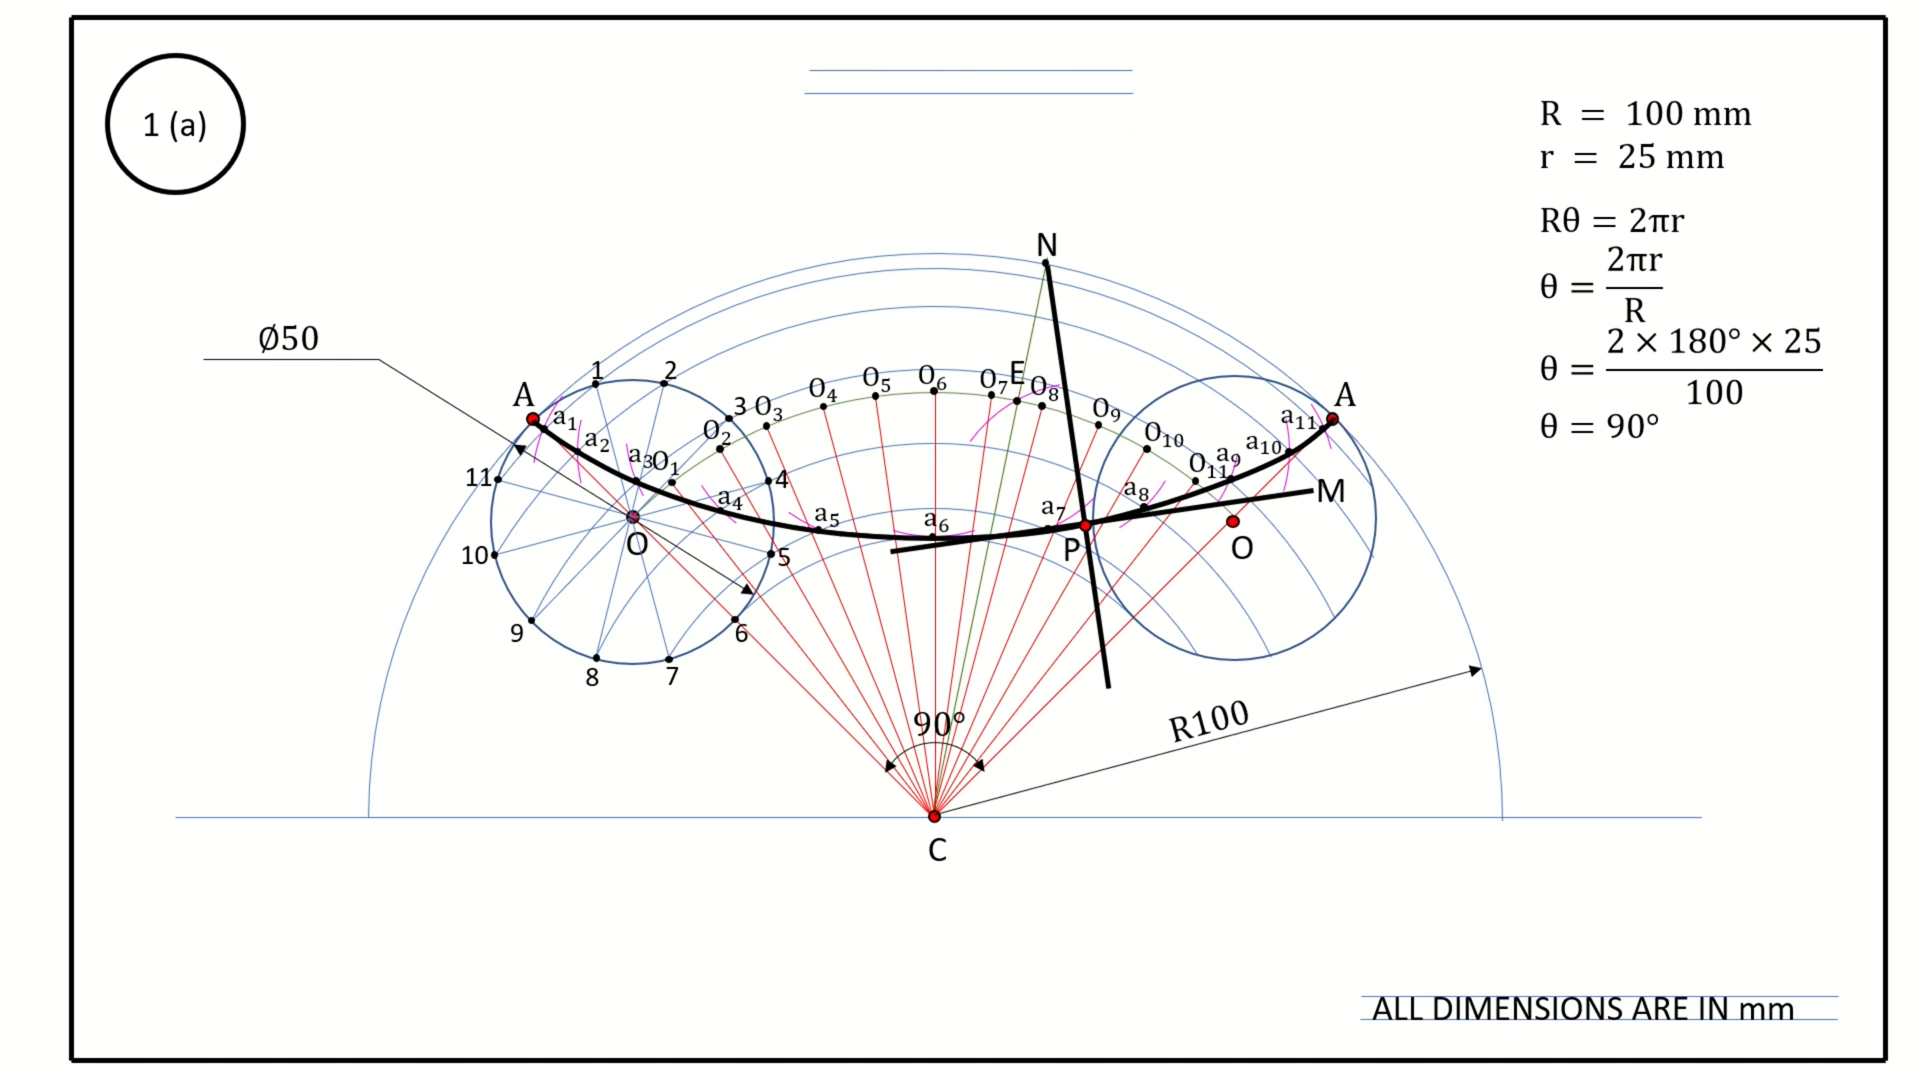 1 (a)
R = 100 mm
r = 25 mm
Rθ = 2πr
θ = 2πr / R
θ = 2 × 180° × 25 / 100
θ = 90°
N
Ø50
A
1
2
3
4
5
6
7
8
9
10
11
O
a₁
a₂
a₃
a₄
a₅
a₆
a₇
a₈
a₉
a₁₀
a₁₁
O₁
O₂
O₃
O₄
O₅
O₆
O₇
E
O₈
O₉
O₁₀
O₁₁
A
M
P
O
90°
R100
C
ALL DIMENSIONS ARE IN mm